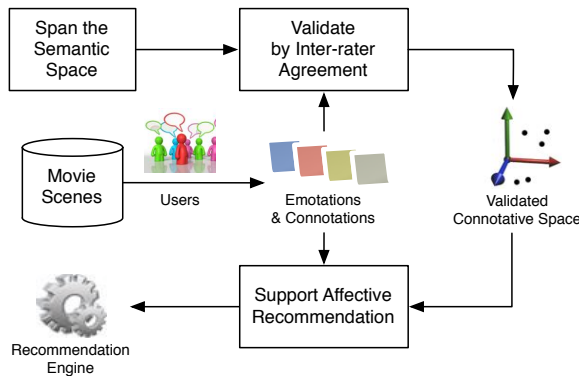 Span the
Semantic
Space
Validate
by Inter-rater
Agreement
Movie
Scenes
Users
Emotations
& Connotations
Validated
Connotative Space
Support Affective
Recommendation
Recommendation
Engine